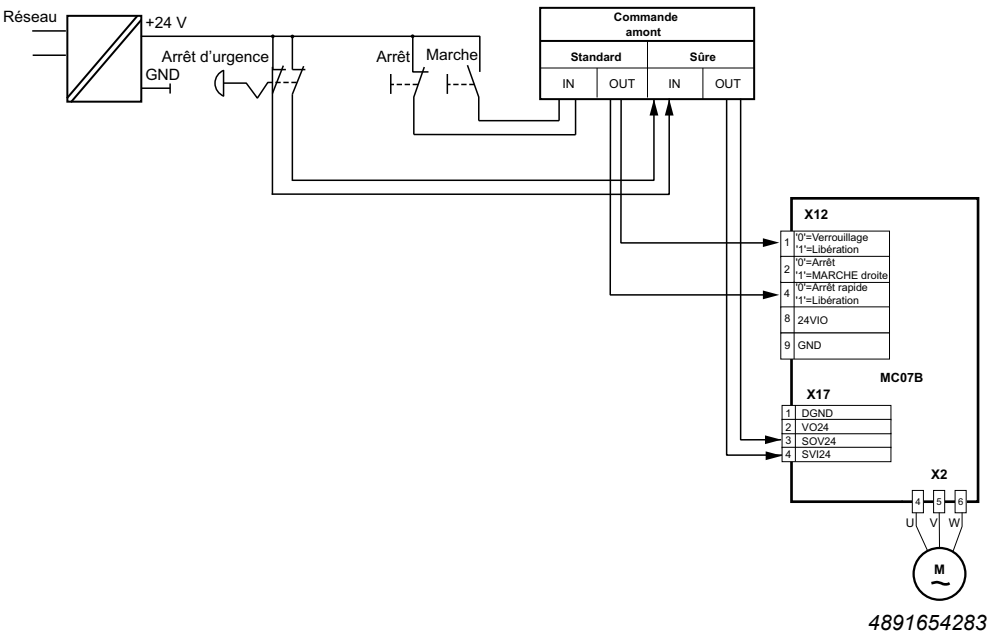 Réseau
+24 V
GND
Arrêt d'urgence
Arrêt
Marche
Commande
amont
Standard
Sûre
IN
OUT
IN
OUT
X12
1
'0'=Verrouillage
'1'=Libération
2
'0'=Arrêt
'1'=MARCHE droite
4
'0'=Arrêt rapide
'1'=Libération
8
24VIO
9
GND
MC07B
X17
1
DGND
2
VO24
3
SOV24
4
SVI24
X2
4
5
6
U
V
W
M
~
4891654283